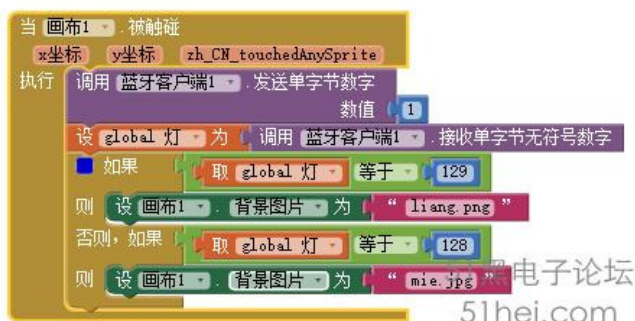 当 画布1 . 被触碰
x坐标 y坐标 zh_CN_touchedAnySprite
执行 调用 蓝牙客户端1 . 发送单字节数字
数值 1
设 global 灯 为 调用 蓝牙客户端1 . 接收单字节无符号数字
如果 取 global 灯 等于 129
则 设 画布1 . 背景图片 为 “ liang.png ”
否则，如果 取 global 灯 等于 128
则 设 画布1 . 背景图片 为 “ mie.jpg ”
51黑电子论坛
51hei.com